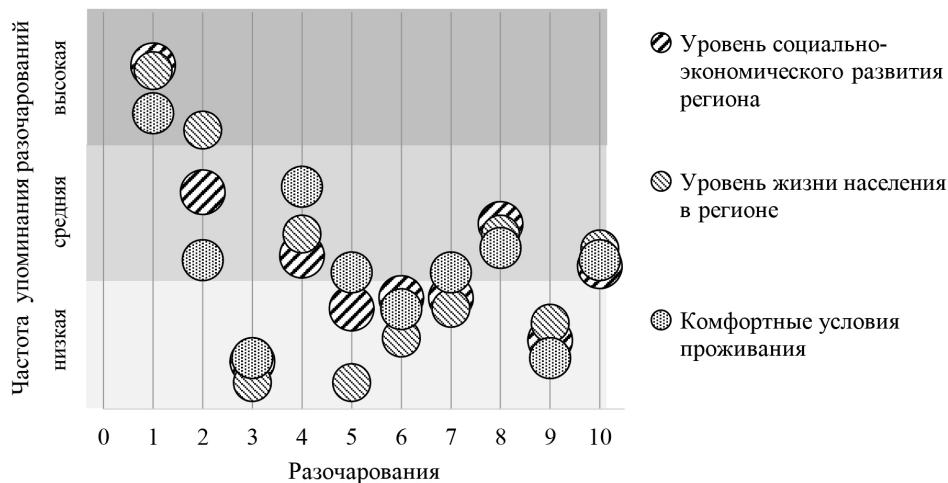 Частота упоминания разочарований
высокая
средняя
низкая
0 1 2 3 4 5 6 7 8 9 10
Разочарования
Уровень социально-
экономического развития
региона
Уровень жизни населения
в регионе
Комфортные условия
проживания